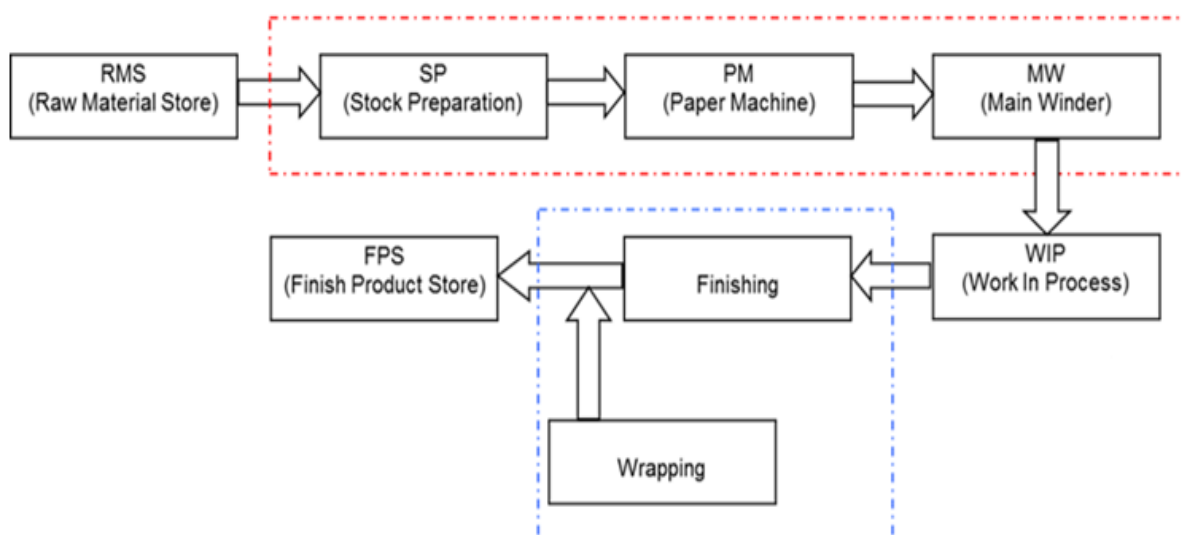 RMS
(Raw Material Store)
SP
(Stock Preparation)
PM
(Paper Machine)
MW
(Main Winder)
FPS
(Finish Product Store)
Finishing
WIP
(Work In Process)
Wrapping